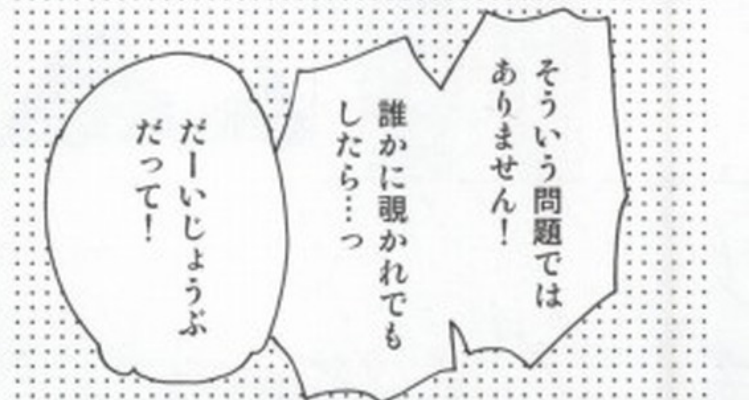 そういう問題では
ありません！
誰かに覗かれでも
したら…っ
だーいじょうぶ
だって！